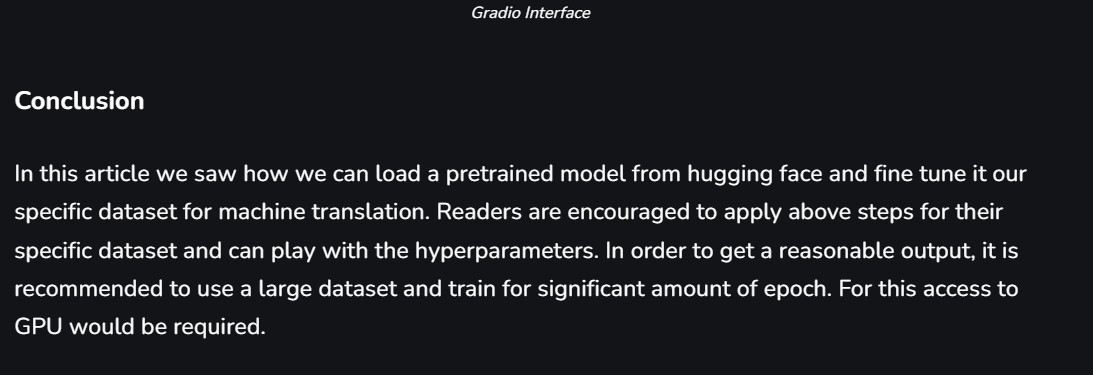 Gradio Interface
Conclusion
In this article we saw how we can load a pretrained model from hugging face and fine tune it our
specific dataset for machine translation. Readers are encouraged to apply above steps for their
specific dataset and can play with the hyperparameters. In order to get a reasonable output, it is
recommended to use a large dataset and train for significant amount of epoch. For this access to
GPU would be required.